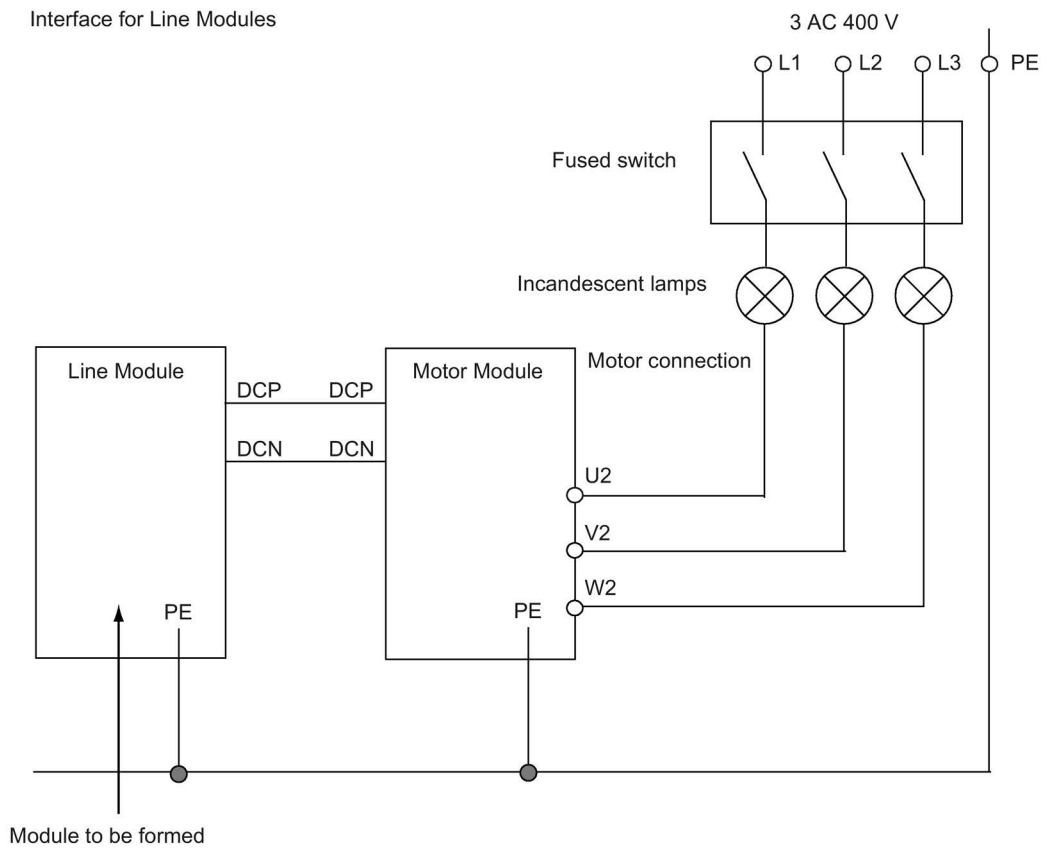 Interface for Line Modules
3 AC 400 V
L1
L2
L3
PE
Fused switch
Incandescent lamps
Line Module
Motor Module
Motor connection
DCP
DCP
DCN
DCN
U2
V2
W2
PE
PE
Module to be formed